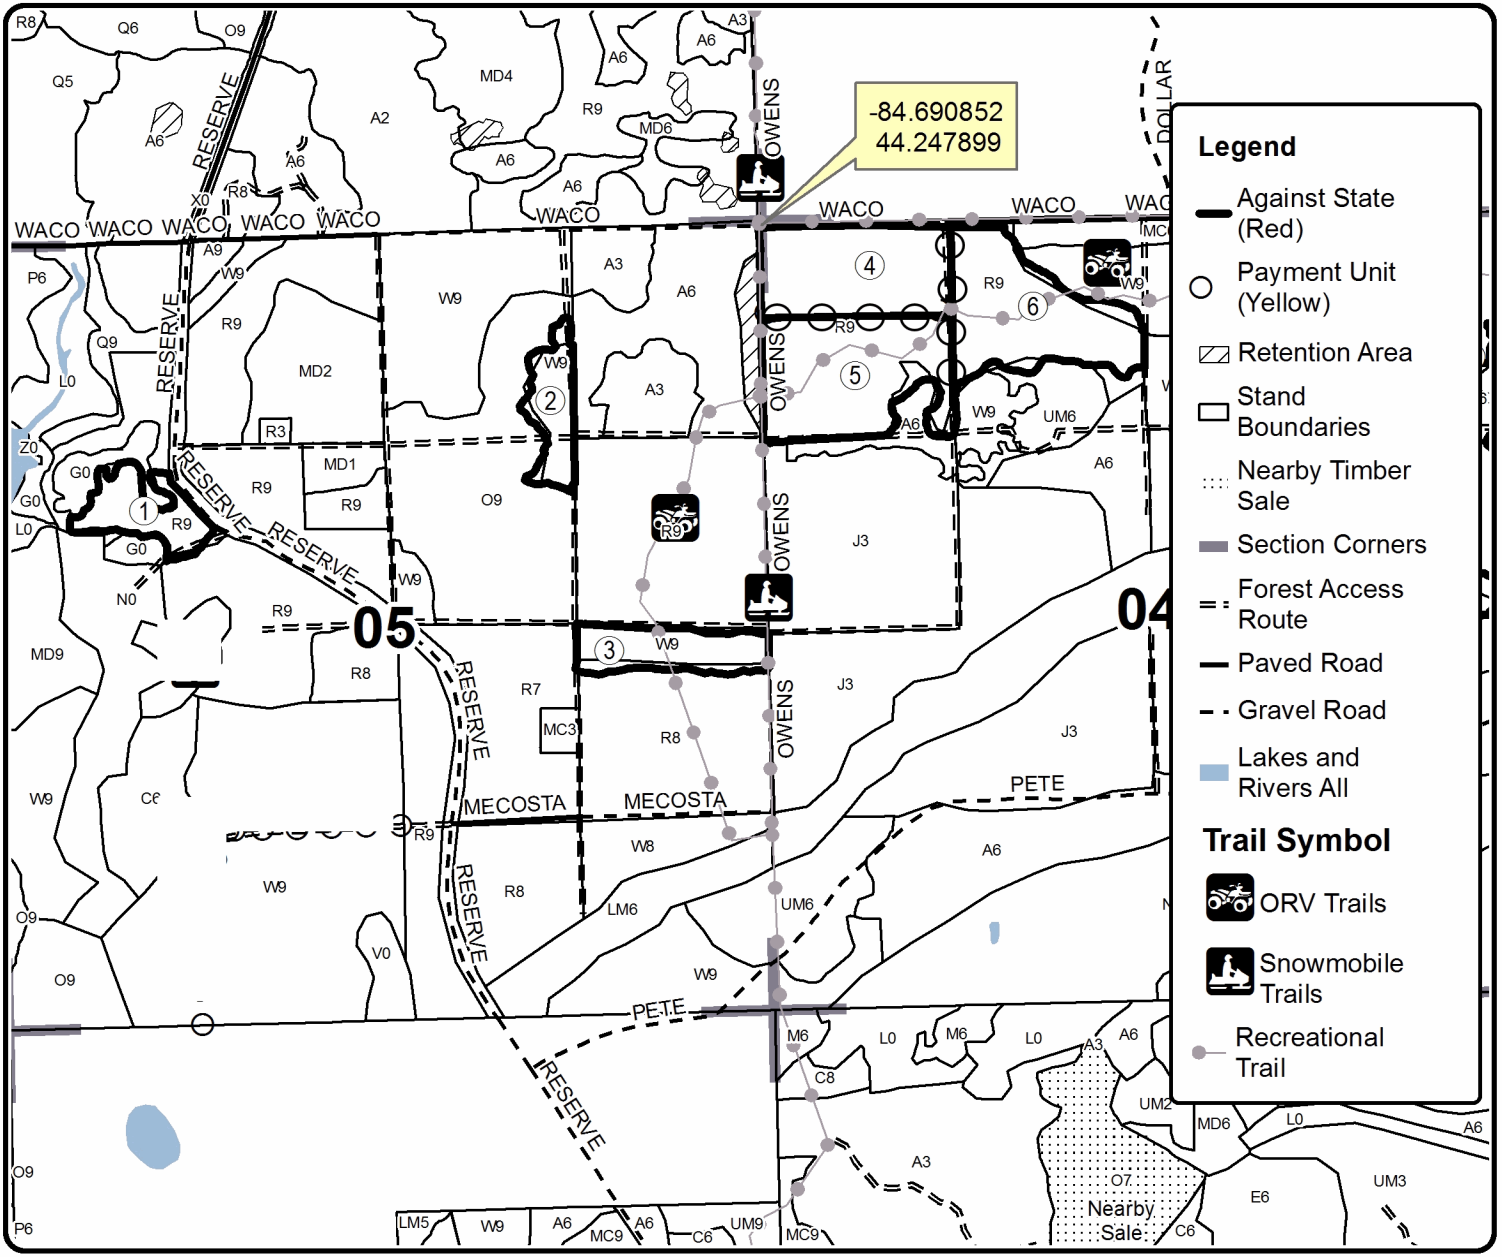 R8
Q6
O9
A3
A6
A6
MD4
Q5
RESERVE
A2
R9
OWENS
DOLLAR
-84.690852
44.247899
A6
MD6
A6
A6
A6
R8
X0
WACO
WACO
WACO
WACO
WACO
WACO
WACO
WACO
WAC
MC
A9
W9
P6
A3
A6
W9
4
R9
W9
6
RESERVE
R9
Q9
R9
MD2
W9
5
OWENS
L0
2
A3
W9
UM6
A6
R3
Z0
MD1
A6
G0
RESERVE
R9
R9
O9
G0
1
R9
R9
OWENS
L0
G0
RESERVE
J3
W9
N0
R9
05
04
W9
3
MD9
R8
RESERVE
R7
J3
OWENS
MC3
R8
J3
PETE
W9
C6
MECOSTA
MECOSTA
R9
W8
A6
W9
RESERVE
R8
LM6
UM6
O9
V0
W9
O9
PETE
M6
L0
M6
L0
A3
A6
RESERVE
C8
UM2
MD6
L0
A6
O9
A3
O7
UM3
E6
Nearby
Sale
C6
P6
LM5
W9
A6
MC9
A6
C6
UM9
MC9
Legend
Against State
(Red)
Payment Unit
(Yellow)
Retention Area
Stand
Boundaries
Nearby Timber
Sale
Section Corners
Forest Access
Route
Paved Road
Gravel Road
Lakes and
Rivers All
Trail Symbol
ORV Trails
Snowmobile
Trails
Recreational
Trail